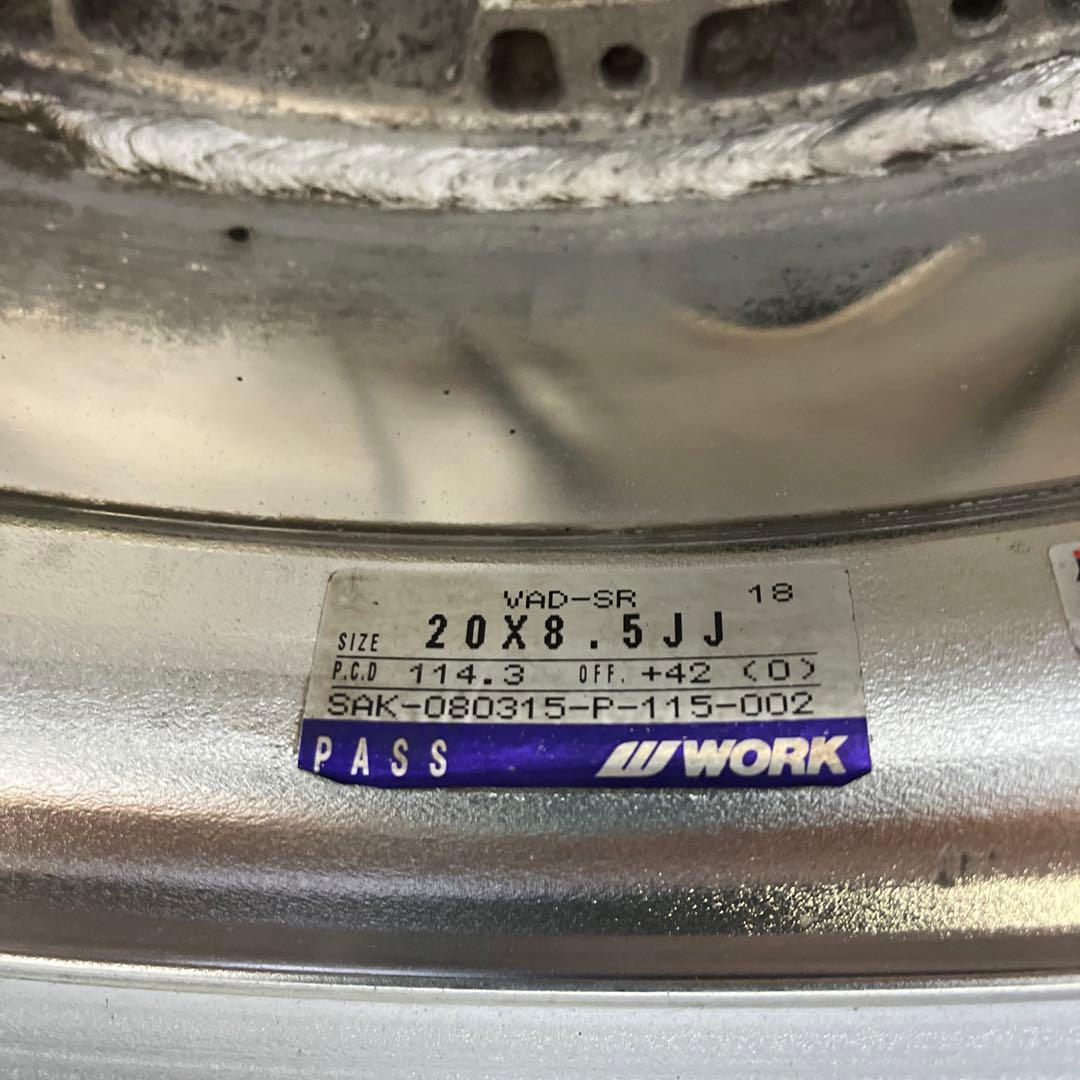 VAD-SR 18
SIZE 20X8.5JJ
P.C.D 114.3 OFF. +42 (0)
SAK-080315-P-115-002
PASS WORK